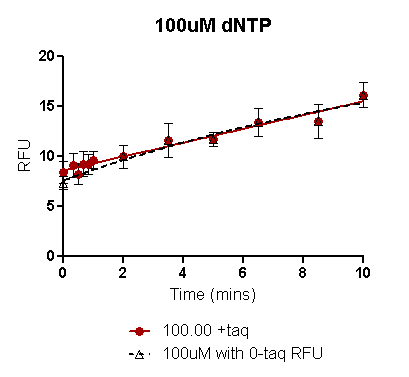 100uM dNTP
20
15
10
5
0
RFU
0 2 4 6 8 10
Time (mins)
100.00 +taq
100uM with 0-taq RFU